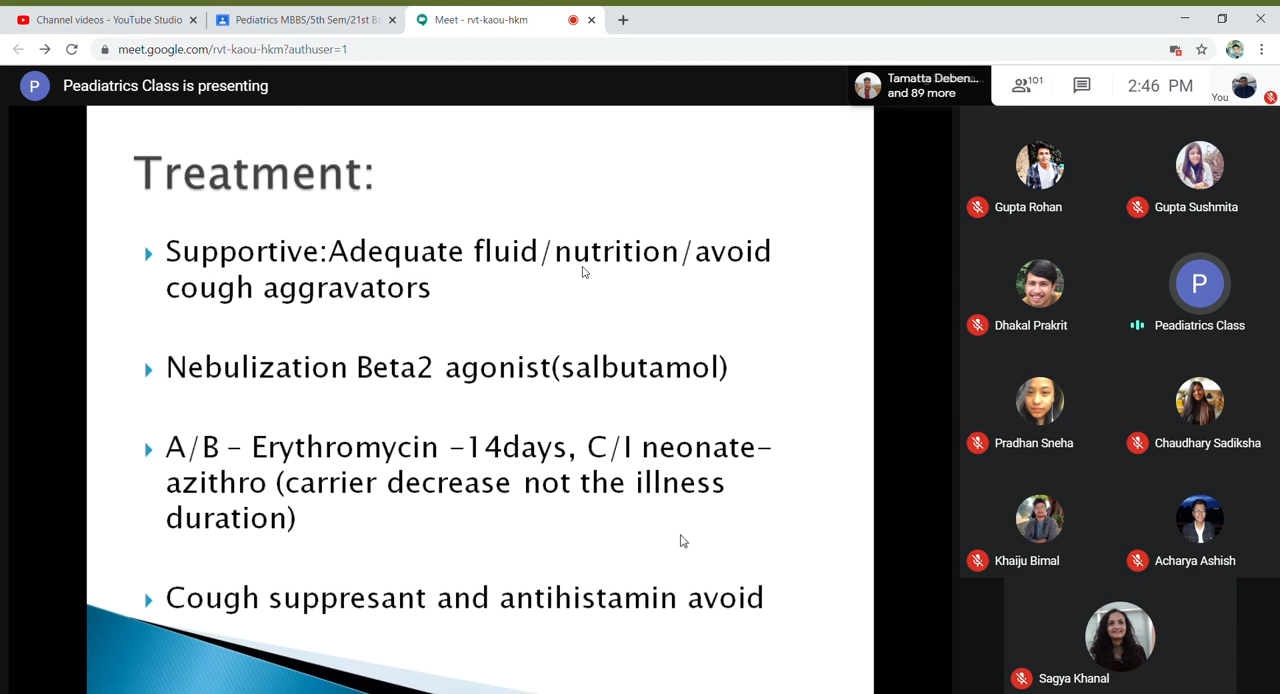 Channel videos - YouTube Studio
Pediatrics MBBS/5th Sem/21st Ba
Meet - rvt-kaou-hkm
meet.google.com/rvt-kaou-hkm?authuser=1
P
Peadiatrics Class is presenting
Tamatta Deben...
and 89 more
101
2:46 PM
You
Treatment:
Supportive:Adequate fluid/nutrition/avoid
cough aggravators
Nebulization Beta2 agonist(salbutamol)
A/B – Erythromycin –14days, C/I neonate–
azithro (carrier decrease not the illness
duration)
Cough suppresant and antihistamin avoid
Gupta Rohan
Gupta Sushmita
Dhakal Prakrit
P
Peadiatrics Class
Pradhan Sneha
Chaudhary Sadiksha
Khaiju Bimal
Acharya Ashish
Sagya Khanal